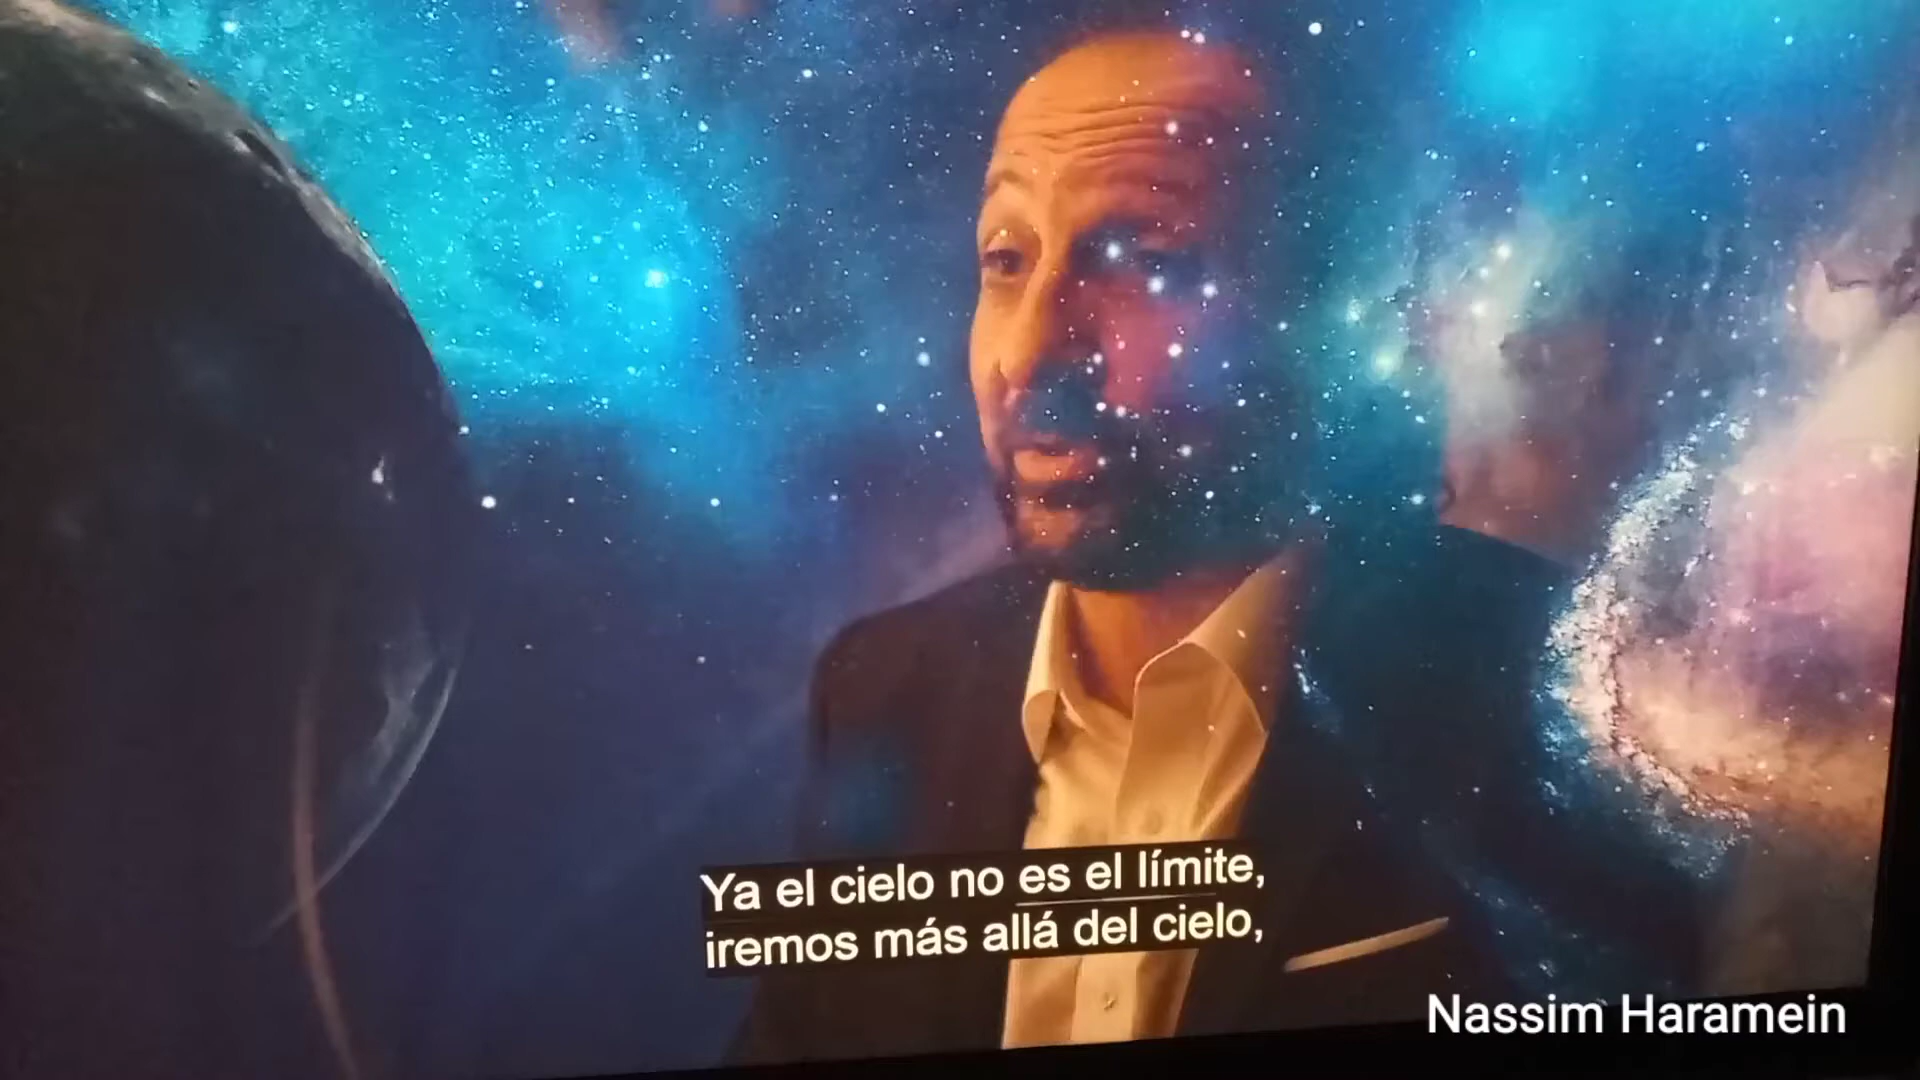 Ya el cielo no es el límite,
iremos más allá del cielo,
Nassim Haramein